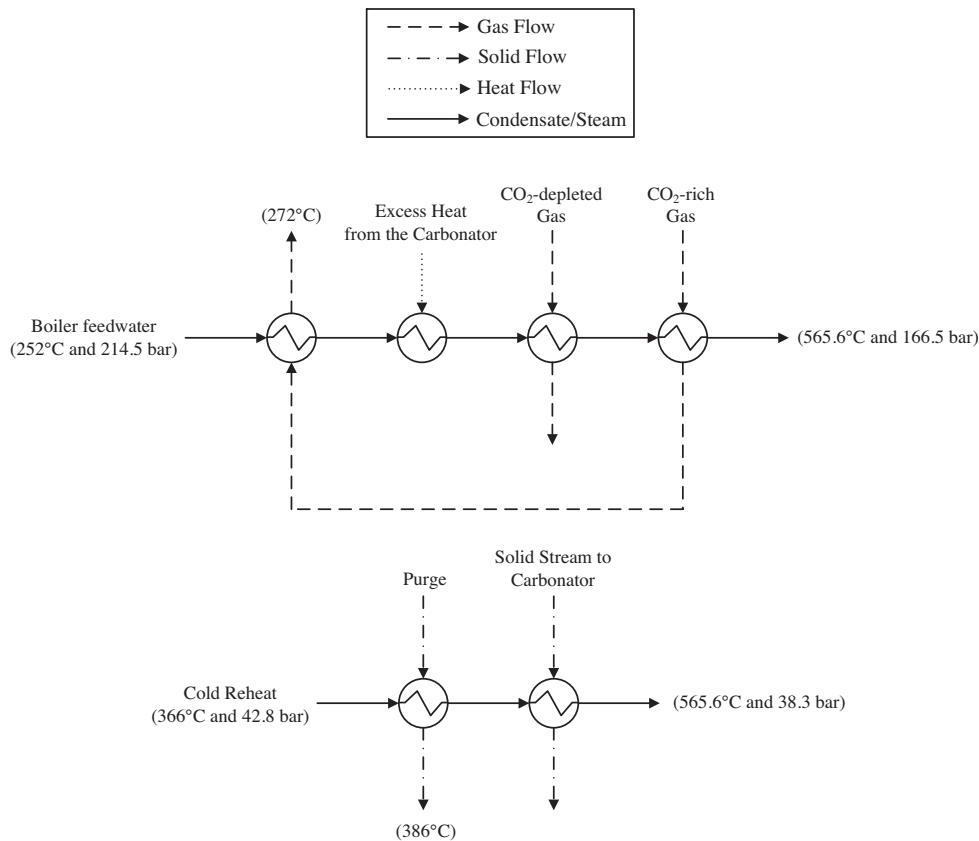 Gas Flow
Solid Flow
Heat Flow
Condensate/Steam
CO₂-depleted
Gas
CO₂-rich
Gas
(272°C)
Excess Heat
from the Carbonator
Boiler feedwater
(252°C and 214.5 bar)
(565.6°C and 166.5 bar)
Purge
Solid Stream to
Carbonator
Cold Reheat
(366°C and 42.8 bar)
(565.6°C and 38.3 bar)
(386°C)